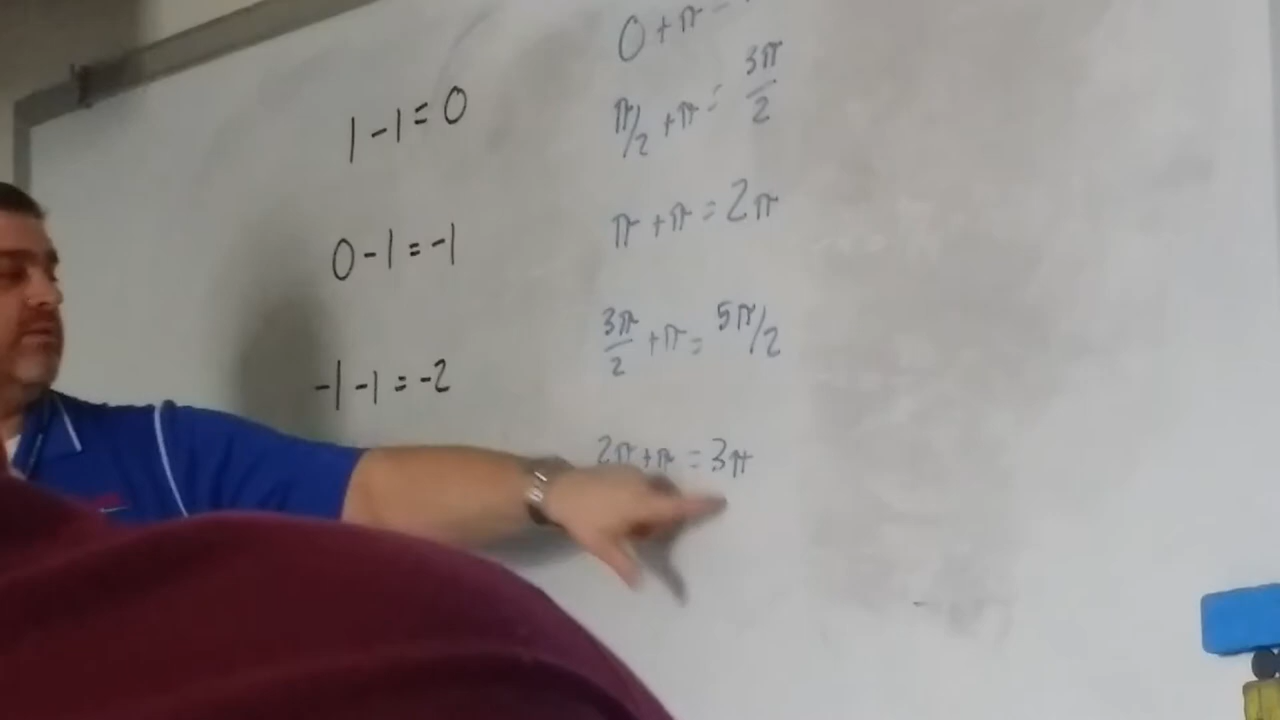 0 + π =
1 - 1 = 0
π/2 + π = 3π/2
π + π = 2π
0 - 1 = -1
3π/2 + π = 5π/2
-1 - 1 = -2
2π + π = 3π